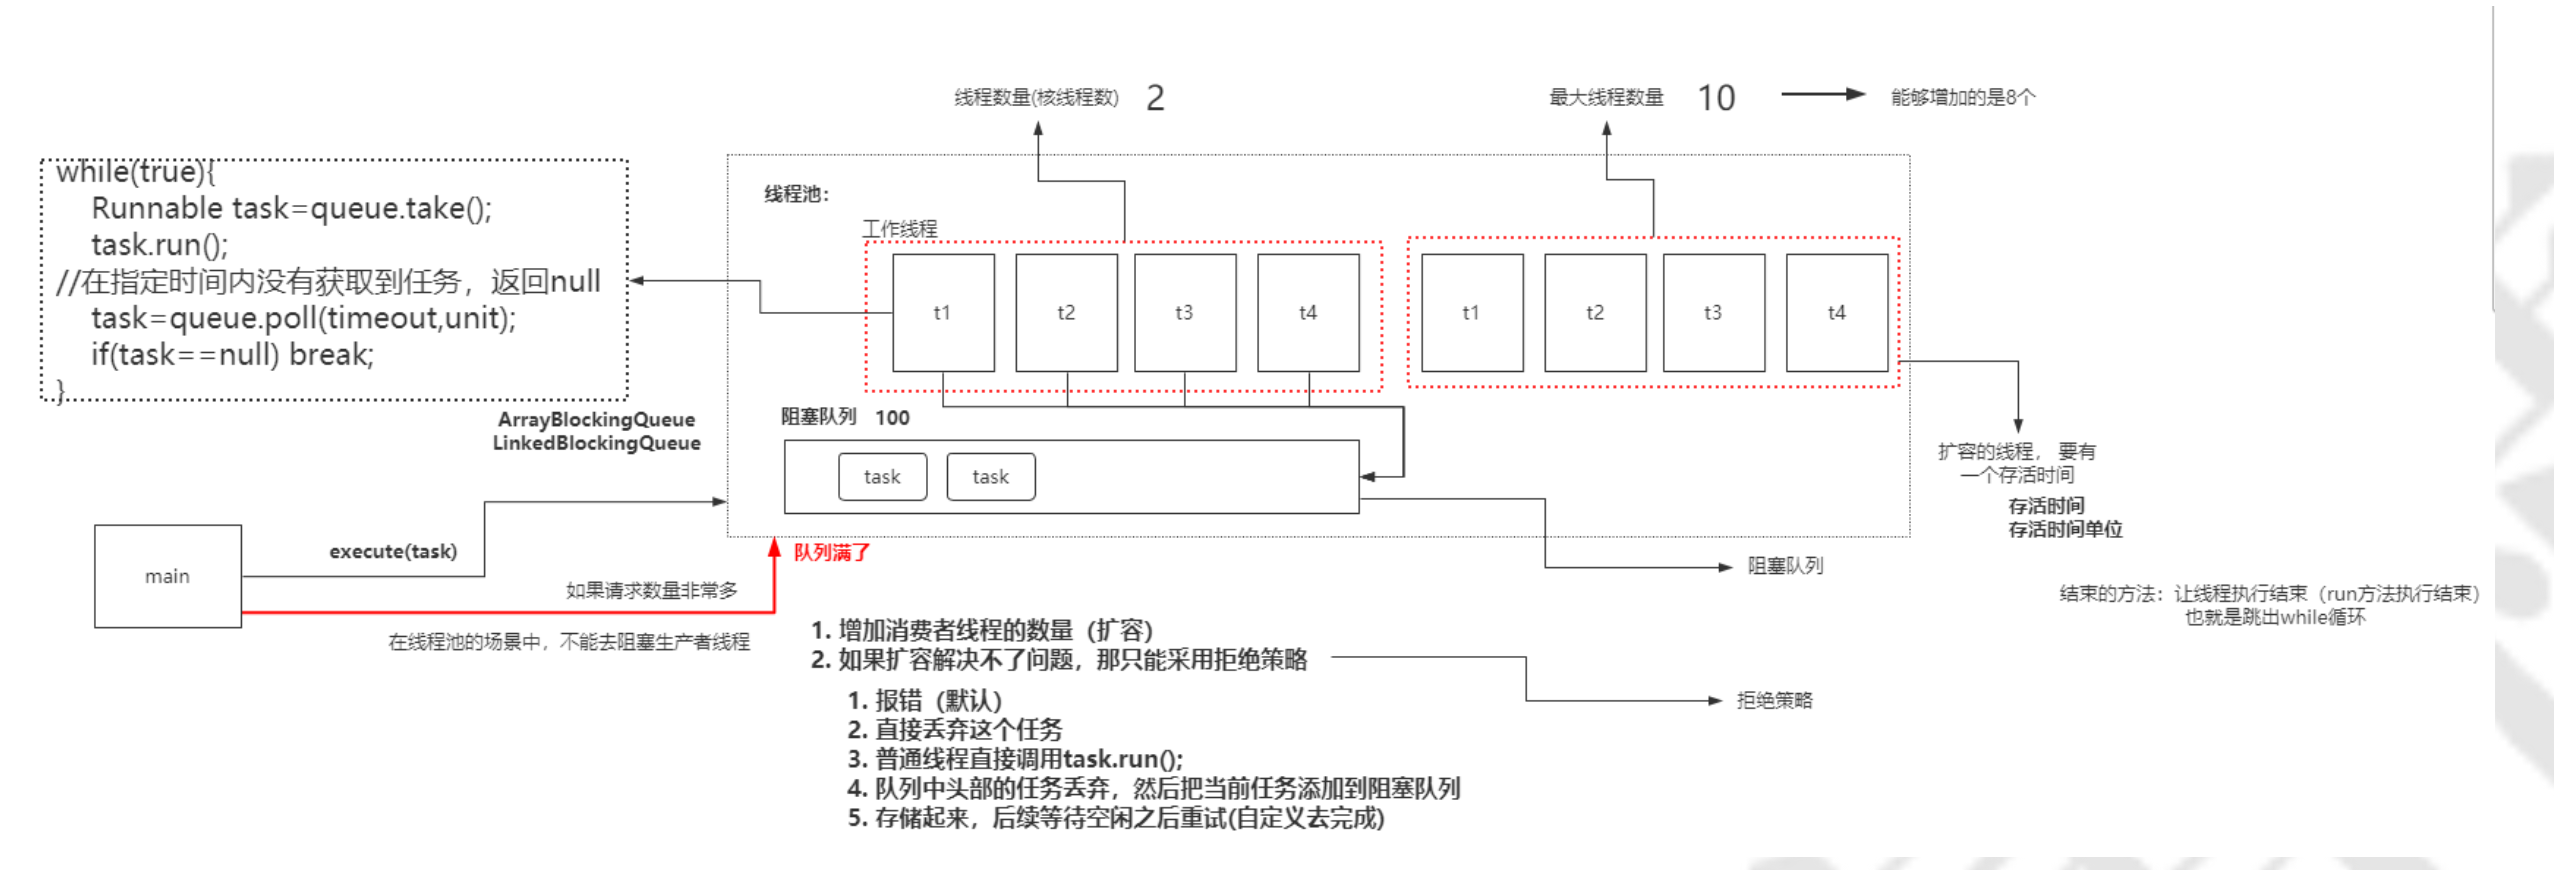 线程数量(核线程数) 2
最大线程数量 10
能够增加的是8个
while(true){
Runnable task=queue.take();
task.run();
//在指定时间内没有获取到任务，返回null
task=queue.poll(timeout,unit);
if(task==null) break;
}
线程池：
工作线程
t1
t2
t3
t4
t1
t2
t3
t4
ArrayBlockingQueue
LinkedBlockingQueue
阻塞队列 100
task
task
扩容的线程， 要有
一个存活时间
存活时间
存活时间单位
main
execute(task)
队列满了
如果请求数量非常多
在线程池的场景中，不能去阻塞生产者线程
阻塞队列
结束的方法：让线程执行结束（run方法执行结束）
也就是跳出while循环
1. 增加消费者线程的数量（扩容）
2. 如果扩容解决不了问题，那只能采用拒绝策略
1. 报错（默认）
2. 直接丢弃这个任务
3. 普通线程直接调用task.run();
4. 队列中头部的任务丢弃，然后把当前任务添加到阻塞队列
5. 存储起来，后续等待空闲之后重试(自定义去完成)
拒绝策略